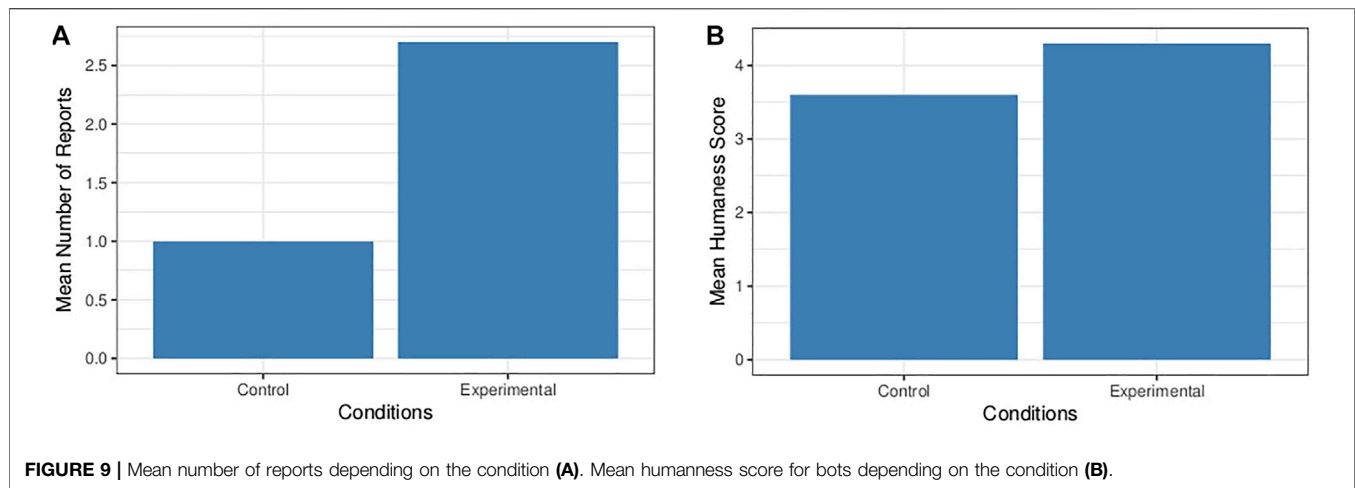 A
Mean Number of Reports
2.5
2.0
1.5
1.0
0.5
0.0
Control
Experimental
Conditions
B
Mean Humaness Score
4
3
2
1
0
Control
Experimental
Conditions
FIGURE 9 | Mean number of reports depending on the condition (A). Mean humanness score for bots depending on the condition (B).